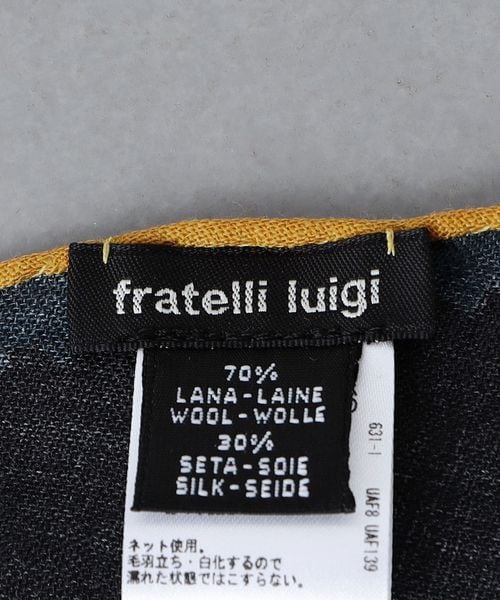 fratelli luigi
70%
LANA-LAINE
WOOL-WOLLE
30%
SETA-SOIE
SILK-SEIDE
631-1 UAF8 UAF139
ネット使用。
毛羽立ち・白化するので
濡れた状態ではこすらない。